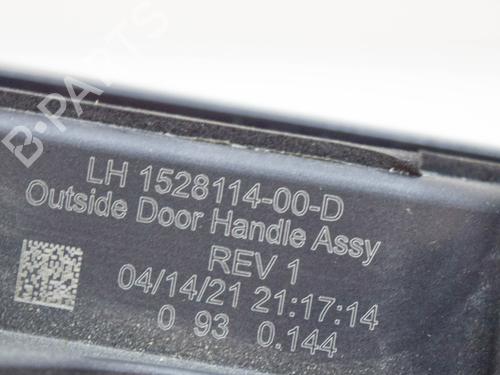 B-PARTS
LH 1528114-00-D
Outside Door Handle Assy
REV 1
04/14/21 21:17:14
0 93 0.144